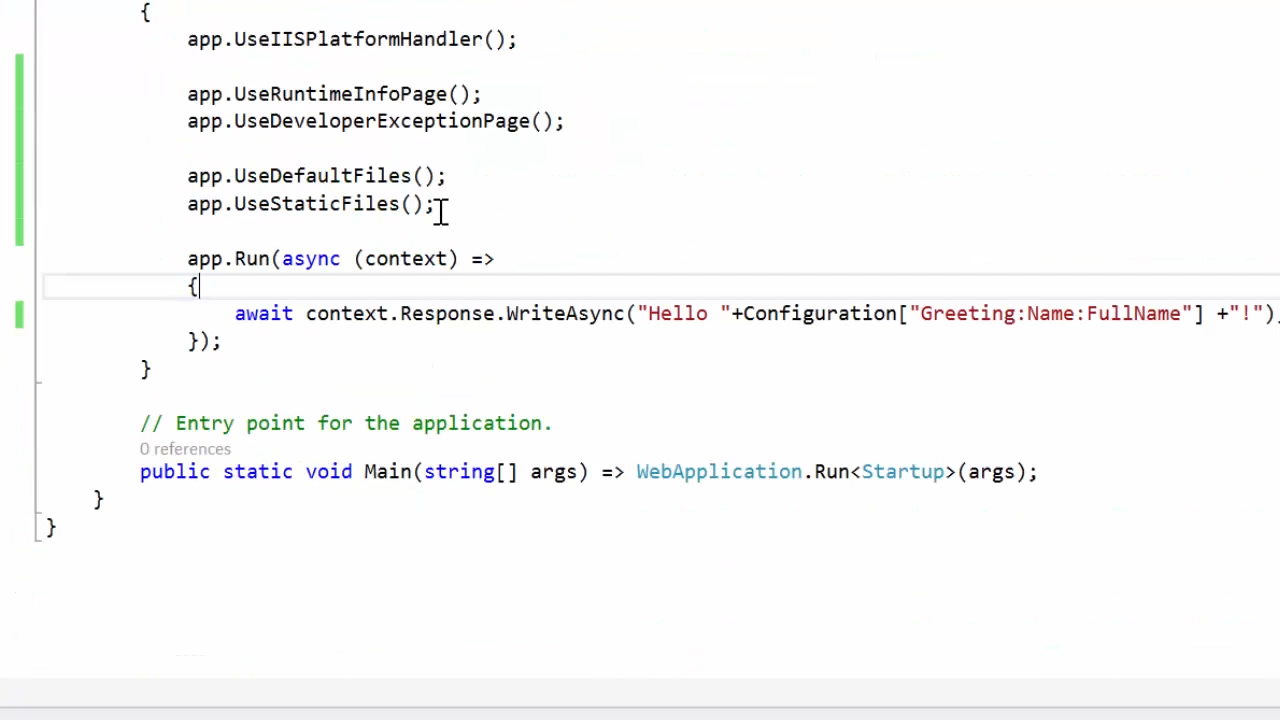 {
app.UseIISPlatformHandler();
app.UseRuntimeInfoPage();
app.UseDeveloperExceptionPage();
app.UseDefaultFiles();
app.UseStaticFiles();
app.Run(async (context) =>
{
await context.Response.WriteAsync("Hello "+Configuration["Greeting:Name:FullName"] +"!")
});
}
// Entry point for the application.
0 references
public static void Main(string[] args) => WebApplication.Run<Startup>(args);
}
}